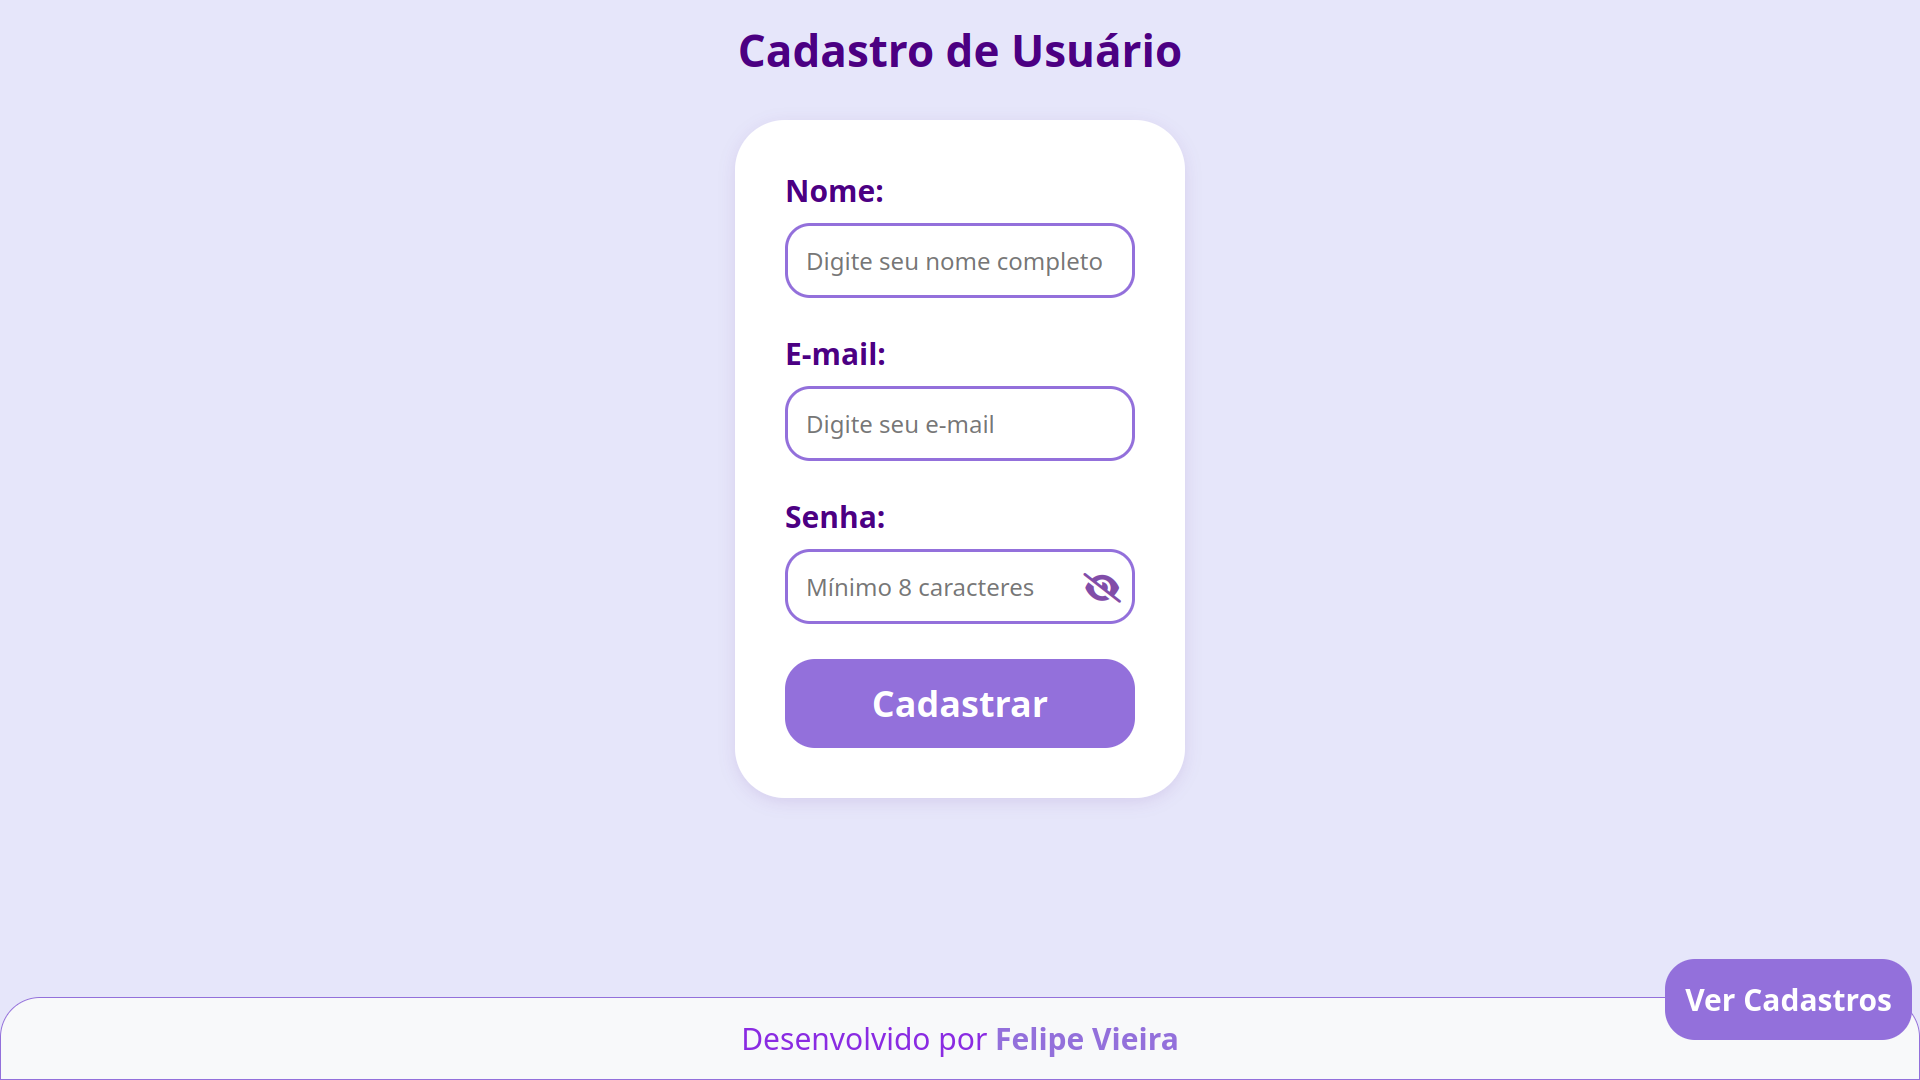 Cadastro de Usuário
Nome:
Digite seu nome completo
E-mail:
Digite seu e-mail
Senha:
Mínimo 8 caracteres
Cadastrar
Ver Cadastros
Desenvolvido por Felipe Vieira